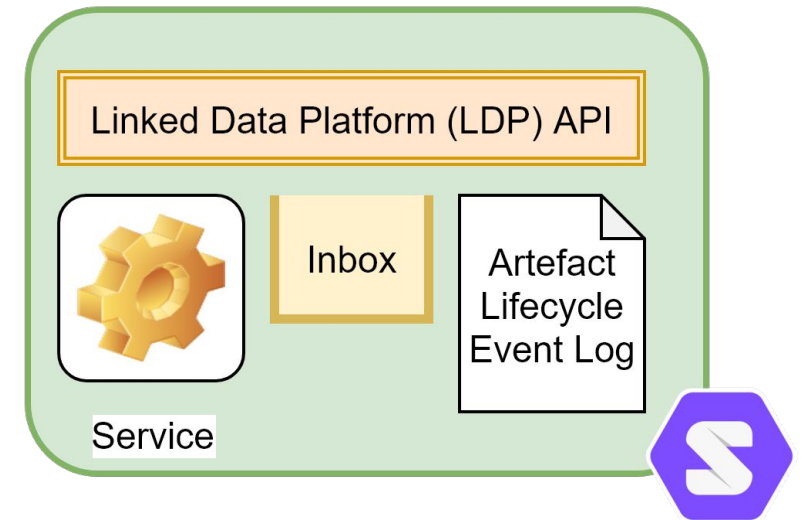 Linked Data Platform (LDP) API
Inbox
Artefact
Lifecycle
Event Log
Service